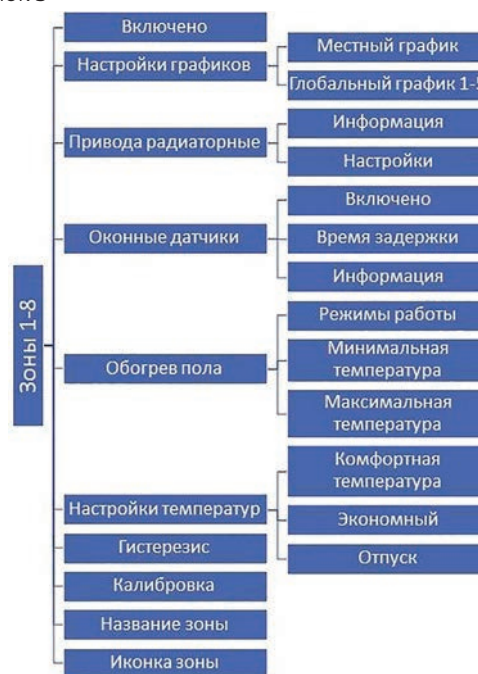 Зоны 1-8
Включено
Настройки графиков
Местный график
Глобальный график 1-5
Привода радиаторные
Информация
Настройки
Оконные датчики
Включено
Время задержки
Информация
Обогрев пола
Режимы работы
Минимальная
температура
Максимальная
температура
Настройки температур
Комфортная
температура
Экономный
Отпуск
Гистерезис
Калибровка
Название зоны
Иконка зоны